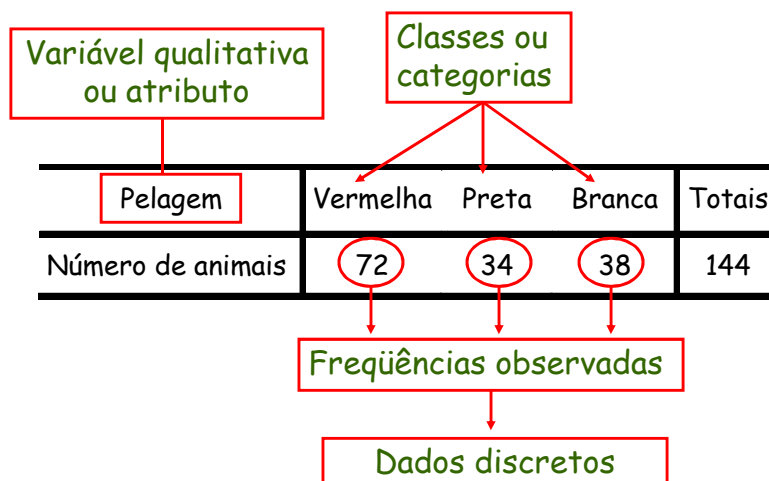 Variável qualitativa
ou atributo
Classes ou
categorias
Pelagem Vermelha Preta Branca Totais
Número de animais 72 34 38 144
Freqüências observadas
Dados discretos